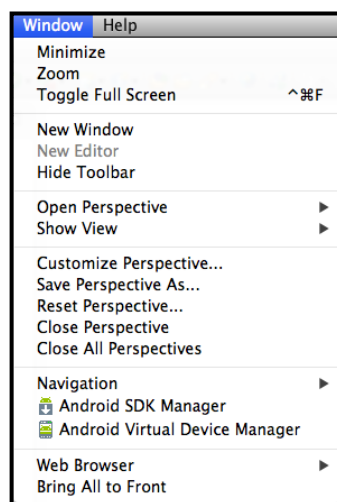 Window Help
Minimize
Zoom
Toggle Full Screen ^⌘F
New Window
New Editor
Hide Toolbar
Open Perspective
Show View
Customize Perspective...
Save Perspective As...
Reset Perspective...
Close Perspective
Close All Perspectives
Navigation
Android SDK Manager
Android Virtual Device Manager
Web Browser
Bring All to Front